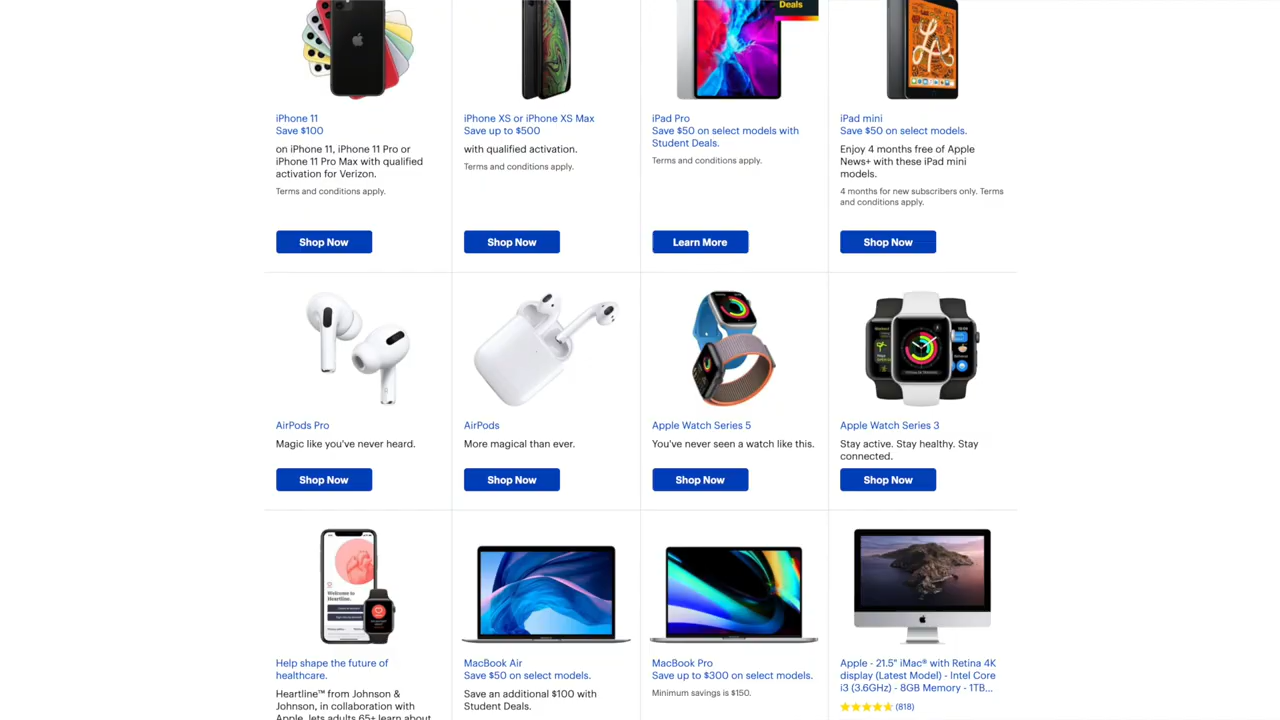 Deals
iPhone 11
Save $100
on iPhone 11, iPhone 11 Pro or
iPhone 11 Pro Max with qualified
activation for Verizon.
Terms and conditions apply.
Shop Now
iPhone XS or iPhone XS Max
Save up to $500
with qualified activation.
Terms and conditions apply.
Shop Now
iPad Pro
Save $50 on select models with
Student Deals.
Terms and conditions apply.
Learn More
iPad mini
Save $50 on select models.
Enjoy 4 months free of Apple
News+ with these iPad mini
models.
4 months for new subscribers only. Terms
and conditions apply.
Shop Now
AirPods Pro
Magic like you've never heard.
Shop Now
AirPods
More magical than ever.
Shop Now
Apple Watch Series 5
You've never seen a watch like this.
Shop Now
Apple Watch Series 3
Stay active. Stay healthy. Stay
connected.
Shop Now
Welcome to
Heartline.
Help shape the future of
healthcare.
Heartline™ from Johnson &
Johnson, in collaboration with
Apple, lets adults 65+ learn about
MacBook Air
Save $50 on select models.
Save an additional $100 with
Student Deals.
MacBook Pro
Save up to $300 on select models.
Minimum savings is $150.
Apple - 21.5" iMac® with Retina 4K
display (Latest Model) - Intel Core
i3 (3.6GHz) - 8GB Memory - 1TB...
(818)